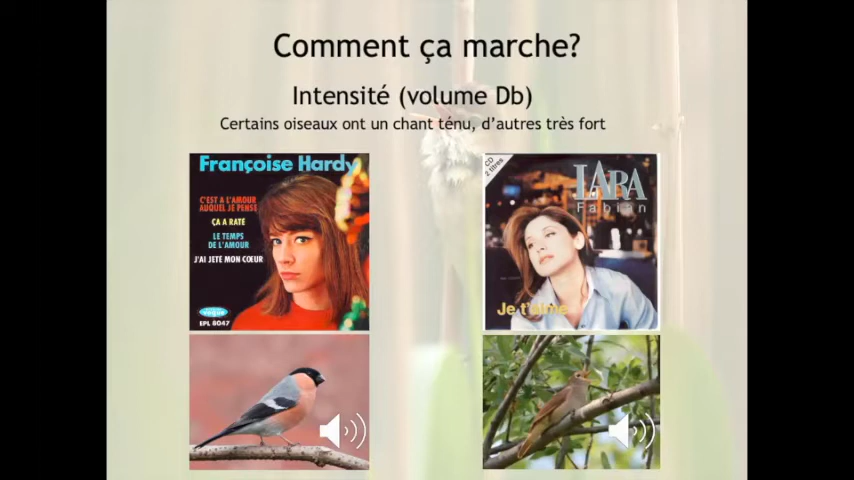 Comment ça marche?
Intensité (volume Db)
Certains oiseaux ont un chant ténu, d'autres très fort
Françoise Hardy
C'EST A L'AMOUR
AUQUEL JE PENSE
ÇA A RATÉ
LE TEMPS
DE L'AMOUR
J'AI JETÉ MON CŒUR
vogue
EPL 8047
CD
2 titres
LARA
Fabian
Je t'aime